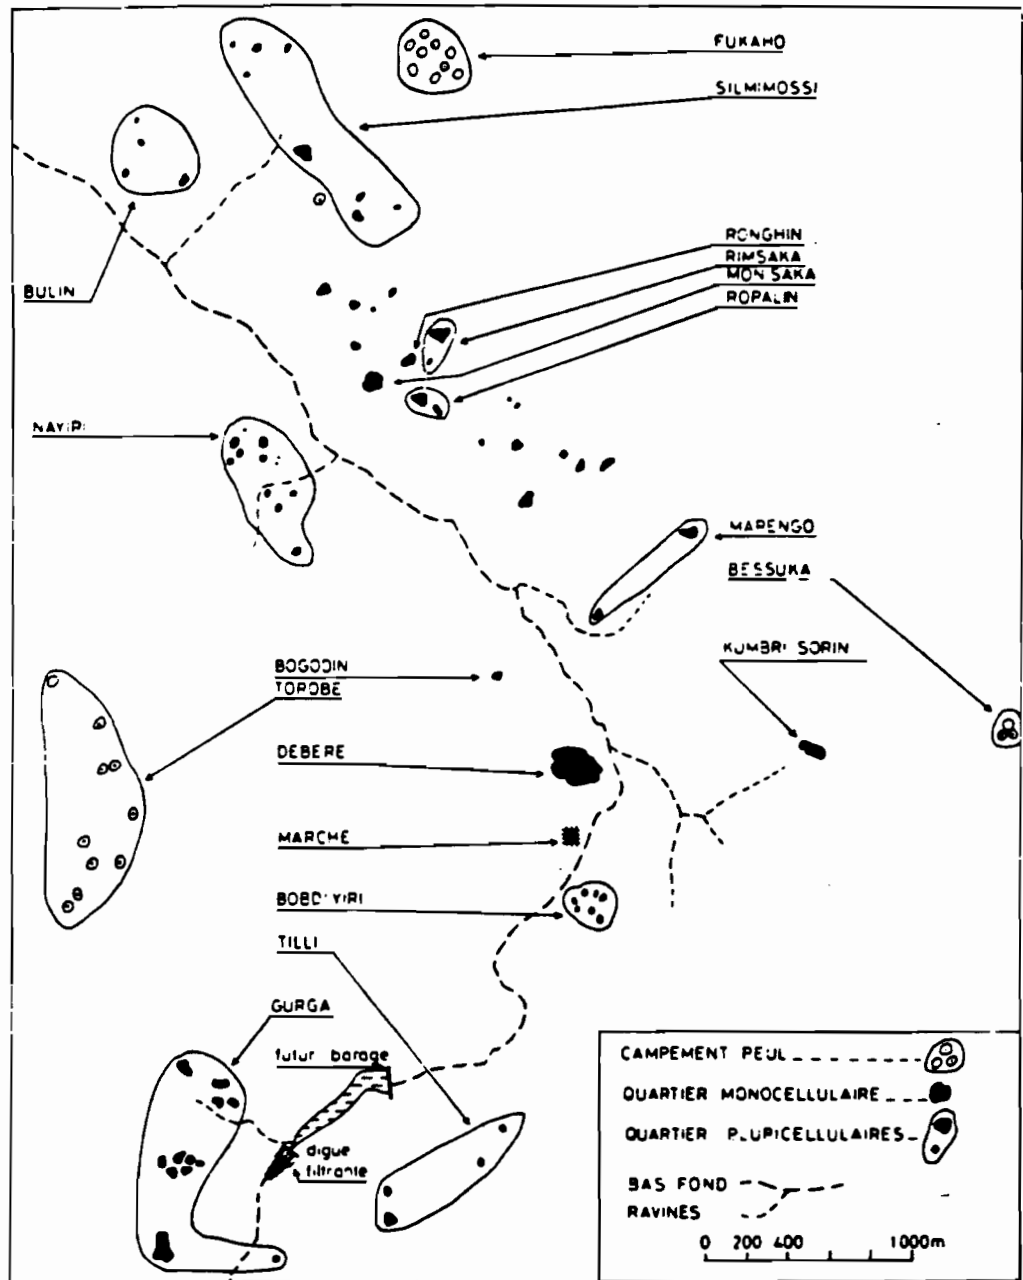 FUKAHO
SILMIMOSSI
RONGHIN
RIMSAKA
MON SAKA
ROPALIN
BULIN
NAYIRI
MARENGO
BESSUKA
KUMBRI SORIN
BOGODIN
TOROBE
DEBERE
MARCHE
BOBD'YIRI
TILLI
GURGA
futur barage
digue
filtrante
CAMPEMENT PEUL
QUARTIER MONOCELLULAIRE
QUARTIER PLURICELLULAIRES
BAS FOND
RAVINES
0 200 400 1000m